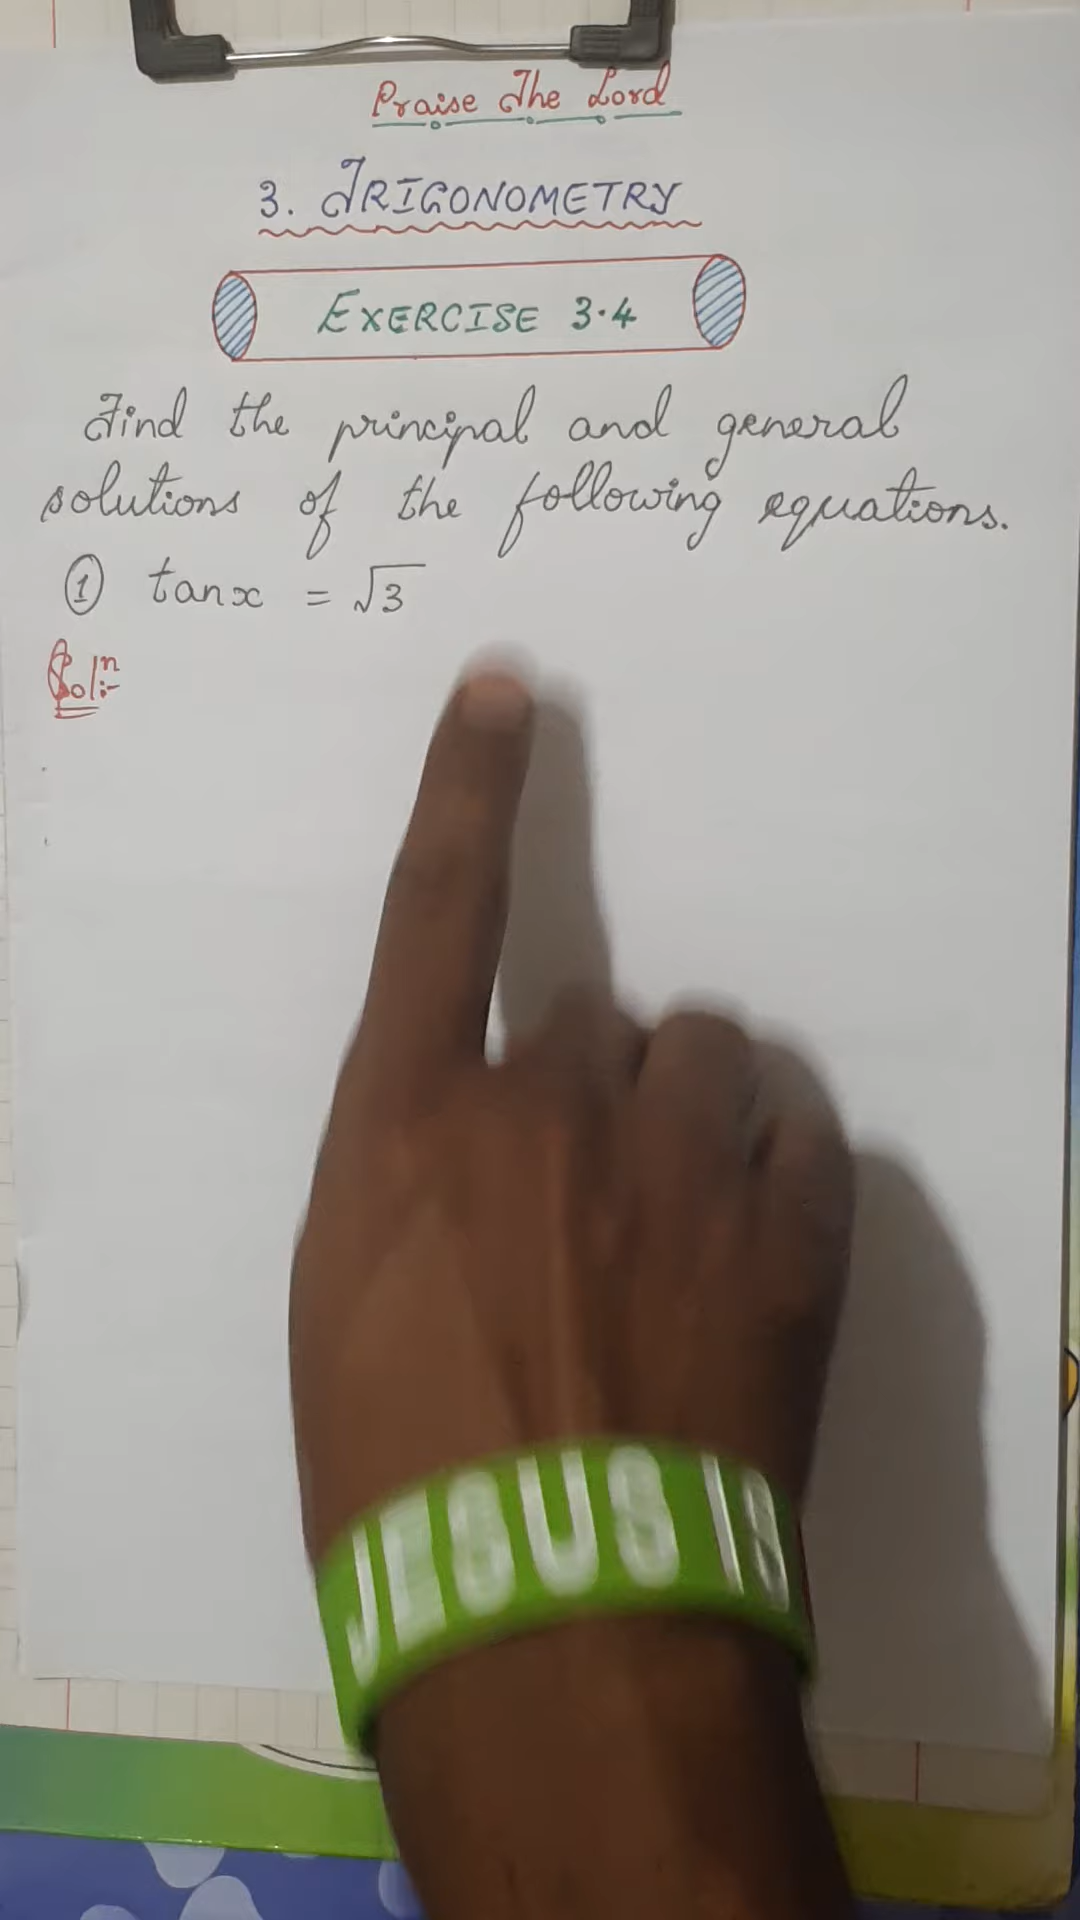 Praise The Lord
3. TRIGONOMETRY
EXERCISE 3.4
Find the principal and general
solutions of the following equations.
① tanx = √3
Solⁿ:-
JESUS IS